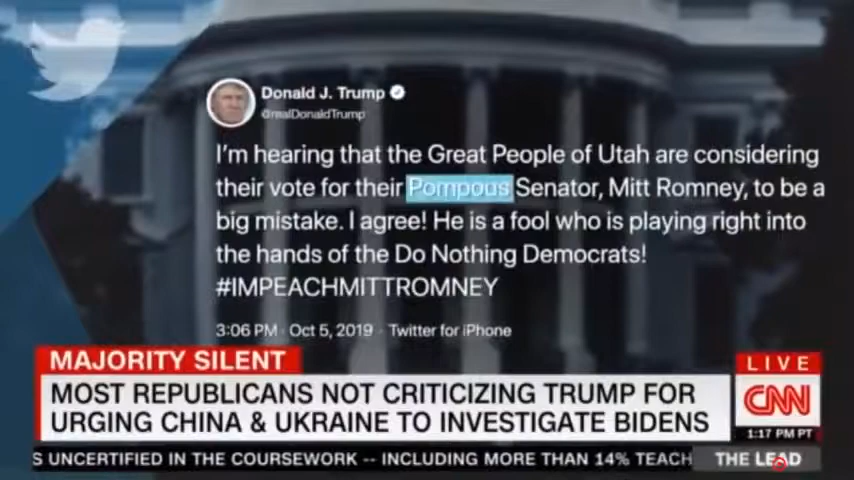 Donald J. Trump
@realDonaldTrump
I'm hearing that the Great People of Utah are considering
their vote for their Pompous Senator, Mitt Romney, to be a
big mistake. I agree! He is a fool who is playing right into
the hands of the Do Nothing Democrats!
#IMPEACHMITTROMNEY
3:06 PM · Oct 5, 2019 · Twitter for iPhone
MAJORITY SILENT
MOST REPUBLICANS NOT CRITICIZING TRUMP FOR
URGING CHINA & UKRAINE TO INVESTIGATE BIDENS
LIVE
CNN
1:17 PM PT
S UNCERTIFIED IN THE COURSEWORK -- INCLUDING MORE THAN 14% TEACH
THE LEAD